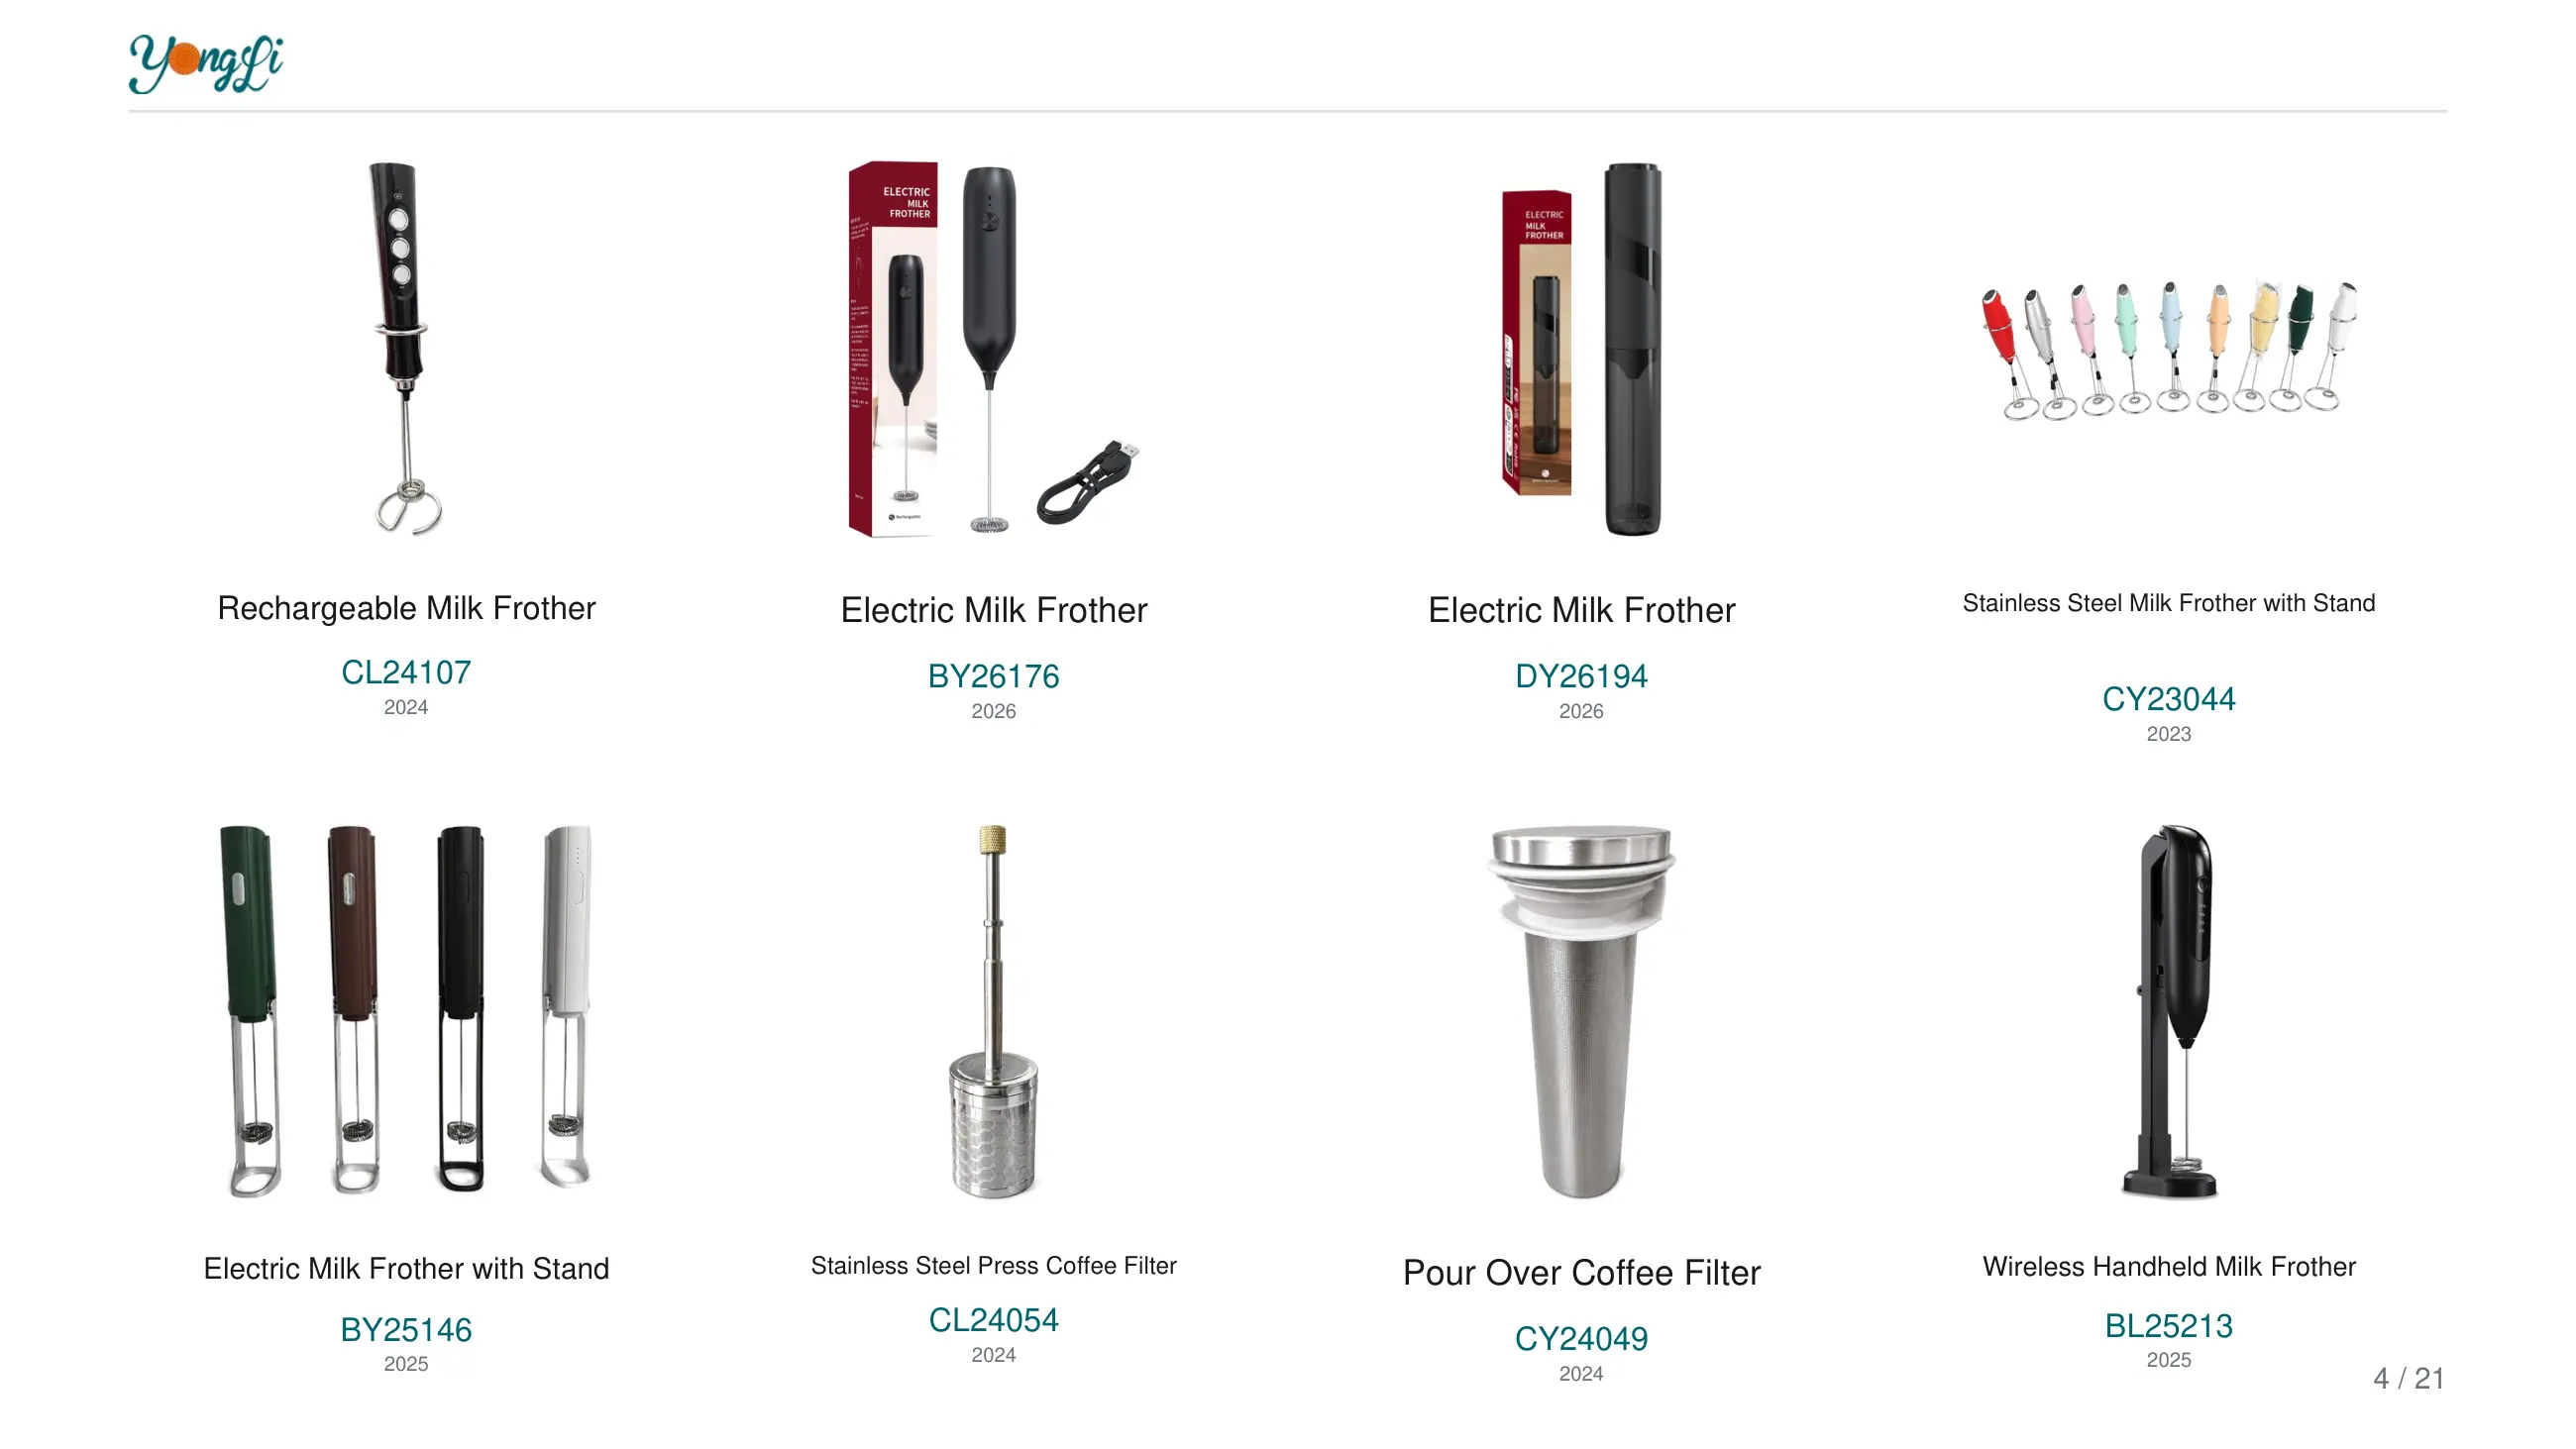 YongLi
ELECTRIC
MILK
FROTHER
Rechargeable
ELECTRIC
MILK
FROTHER
Rechargeable Milk Frother
CL24107
2024
Electric Milk Frother
BY26176
2026
Electric Milk Frother
DY26194
2026
Stainless Steel Milk Frother with Stand
CY23044
2023
Electric Milk Frother with Stand
BY25146
2025
Stainless Steel Press Coffee Filter
CL24054
2024
Pour Over Coffee Filter
CY24049
2024
Wireless Handheld Milk Frother
BL25213
2025
4 / 21